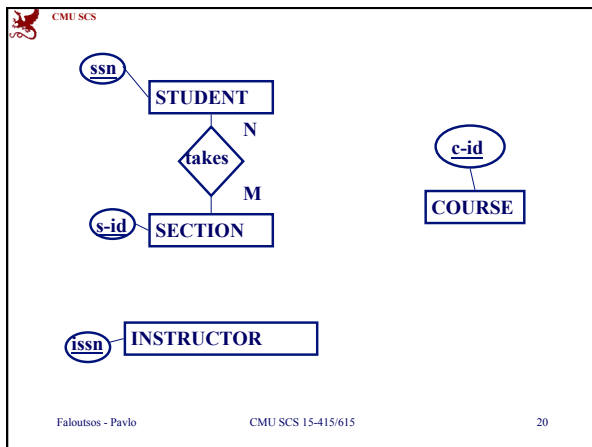 CMU SCS
ssn
STUDENT
N
takes
c-id
M
COURSE
s-id
SECTION
issn
INSTRUCTOR
Faloutsos - Pavlo
CMU SCS 15-415/615
20